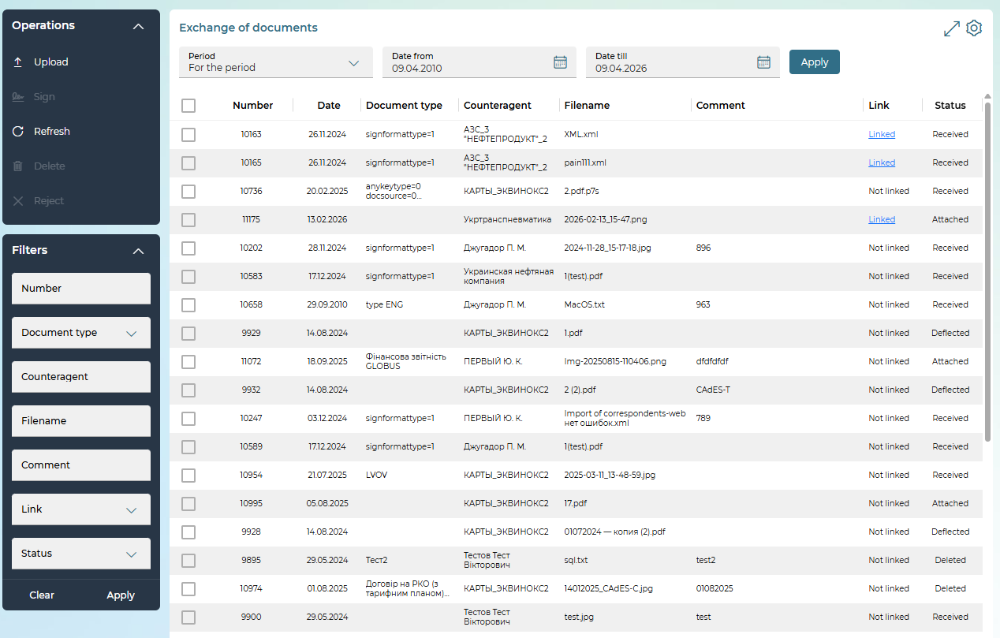 Operations
Upload
Sign
Refresh
Delete
Reject
Filters
Number
Document type
Counteragent
Filename
Comment
Link
Status
Clear Apply
Exchange of documents
Period
For the period
Date from
09.04.2010
Date till
09.04.2026
Apply
Number Date Document type Counteragent Filename Comment Link Status
10163 26.11.2024 signformattype=1 АЗС_3 "НЕФТЕПРОДУКТ"_2 XML.xml Linked Received
10165 26.11.2024 signformattype=1 АЗС_3 "НЕФТЕПРОДУКТ"_2 pain111.xml Linked Received
10736 20.02.2025 anykeytype=0 docsource=0... КАРТЫ_ЭКВИНОКС2 2.pdf.p7s Not linked Received
11175 13.02.2026 Укртранспневматика 2026-02-13_15-47.png Linked Attached
10202 28.11.2024 signformattype=1 Джугадор П. М. 2024-11-28_15-17-18.jpg 896 Not linked Received
10583 17.12.2024 signformattype=1 Украинская нефтяная компания 1(test).pdf Not linked Received
10658 29.09.2010 type ENG Джугадор П. М. MacOS.txt 963 Not linked Received
9929 14.08.2024 КАРТЫ_ЭКВИНОКС2 1.pdf Not linked Deflected
11072 18.09.2025 Фінансова звітність GLOBUS ПЕРВЫЙ Ю. К. Img-20250815-110406.png dfdfdfdf Not linked Attached
9932 14.08.2024 КАРТЫ_ЭКВИНОКС2 2 (2).pdf CAdES-T Not linked Deflected
10247 03.12.2024 signformattype=1 ПЕРВЫЙ Ю. К. Import of correspondents-web нет ошибок.xml 789 Not linked Received
10589 17.12.2024 signformattype=1 Джугадор П. М. 1(test).pdf Not linked Received
10954 21.07.2025 LVOV КАРТЫ_ЭКВИНОКС2 2025-03-11_13-48-59.jpg Not linked Received
10995 05.08.2025 КАРТЫ_ЭКВИНОКС2 17.pdf Not linked Attached
9928 14.08.2024 КАРТЫ_ЭКВИНОКС2 01072024 — копия (2).pdf Not linked Deflected
9895 29.05.2024 Тест2 Тестов Тест Вікторович sql.txt test2 Not linked Deleted
10974 01.08.2025 Договір на РКО (з тарифним планом)... КАРТЫ_ЭКВИНОКС2 14012025_CAdES-C.jpg 01082025 Not linked Deleted
9900 29.05.2024 Тестов Тест Вікторович test.jpg test Not linked Received